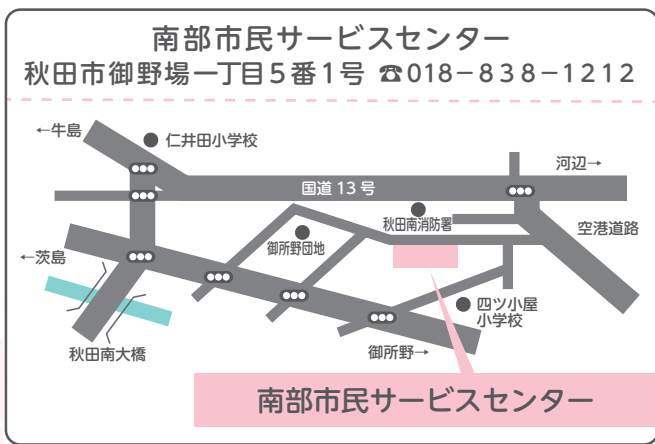 南部市民サービスセンター
秋田市御野場一丁目5番1号 ☎018−838−1212
←牛島
仁井田小学校
河辺→
国道13号
秋田南消防署
空港道路
御所野団地
←茨島
四ツ小屋
小学校
秋田南大橋
御所野→
南部市民サービスセンター